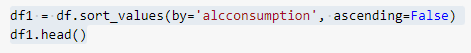 df1 = df.sort_values(by='alcconsumption', ascending=False)
df1.head()